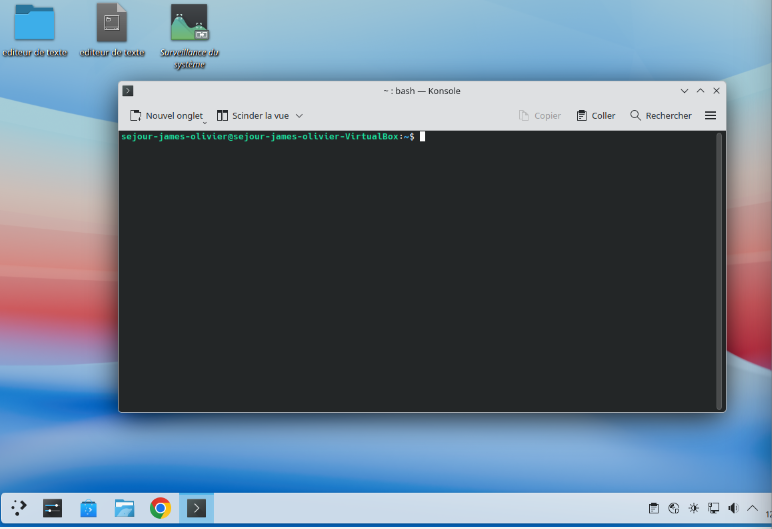 editeur de texte
editeur de texte
Surveillance du
système
~ : bash — Konsole
Nouvel onglet
Scinder la vue
Copier
Coller
Rechercher
sejour-james-olivier@sejour-james-olivier-VirtualBox:~$
12